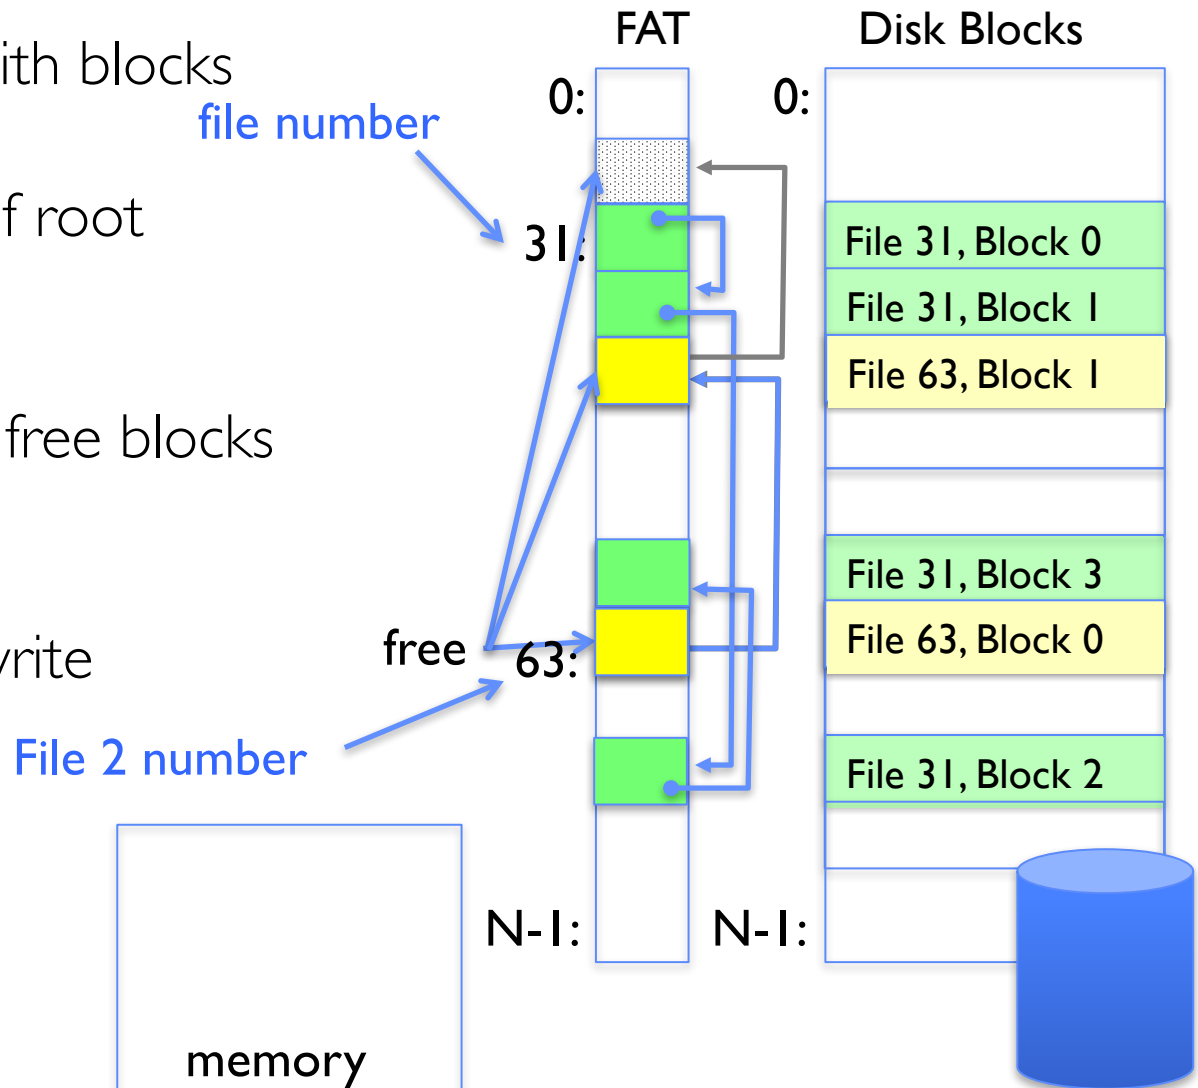 FAT
Disk Blocks
ith blocks
0:
0:
file number
f root
31:
File 31, Block 0
File 31, Block 1
File 63, Block 1
free blocks
File 31, Block 3
File 63, Block 0
write
free
63:
File 2 number
File 31, Block 2
N-1:
N-1:
memory